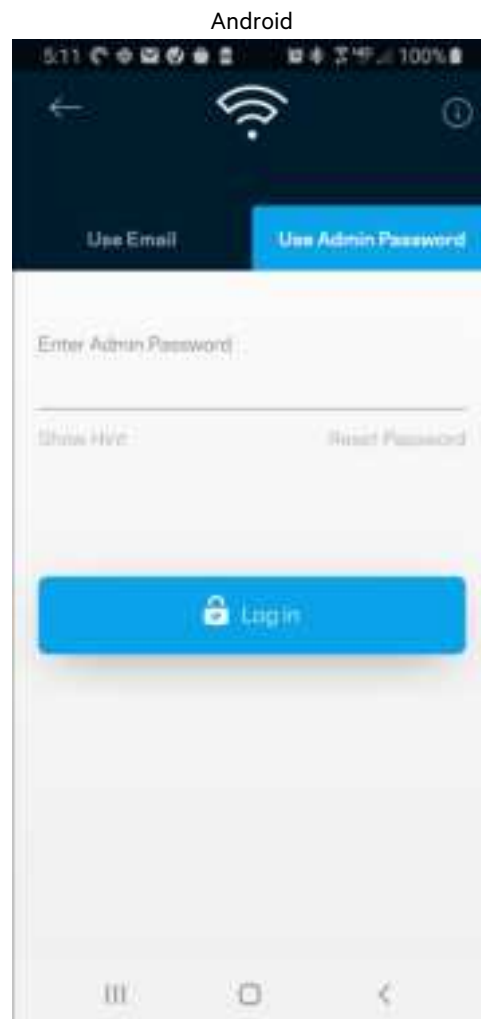 Android
5:11 100%
Use Email Use Admin Password
Enter Admin Password
Show Hint Reset Password
Log in